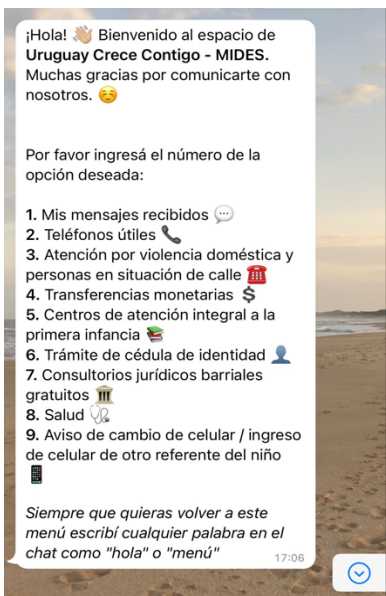 ¡Hola! 👋🏼 Bienvenido al espacio de
Uruguay Crece Contigo - MIDES.
Muchas gracias por comunicarte con
nosotros. ☺️
Por favor ingresá el número de la
opción deseada:
1. Mis mensajes recibidos 💬
2. Teléfonos útiles 📞
3. Atención por violencia doméstica y
personas en situación de calle ☎️
4. Transferencias monetarias 💲
5. Centros de atención integral a la
primera infancia 📚
6. Trámite de cédula de identidad 👤
7. Consultorios jurídicos barriales
gratuitos 🏛️
8. Salud 🩺
9. Aviso de cambio de celular / ingreso
de celular de otro referente del niño
📱
Siempre que quieras volver a este
menú escribí cualquier palabra en el
chat como "hola" o "menú"
17:06